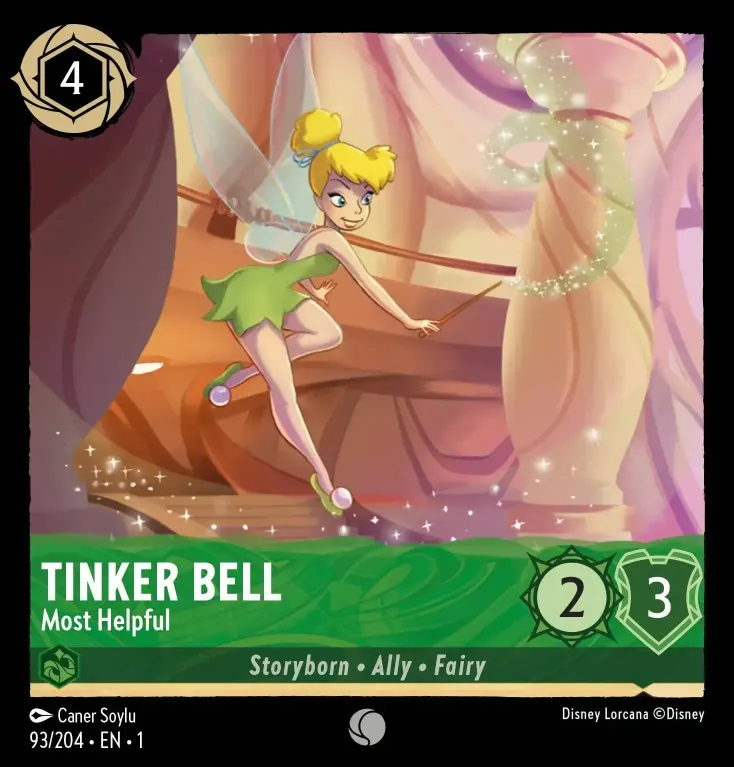 4
TINKER BELL
Most Helpful
2
3
Storyborn • Ally • Fairy
Caner Soylu
Disney Lorcana ©Disney
93/204 • EN • 1